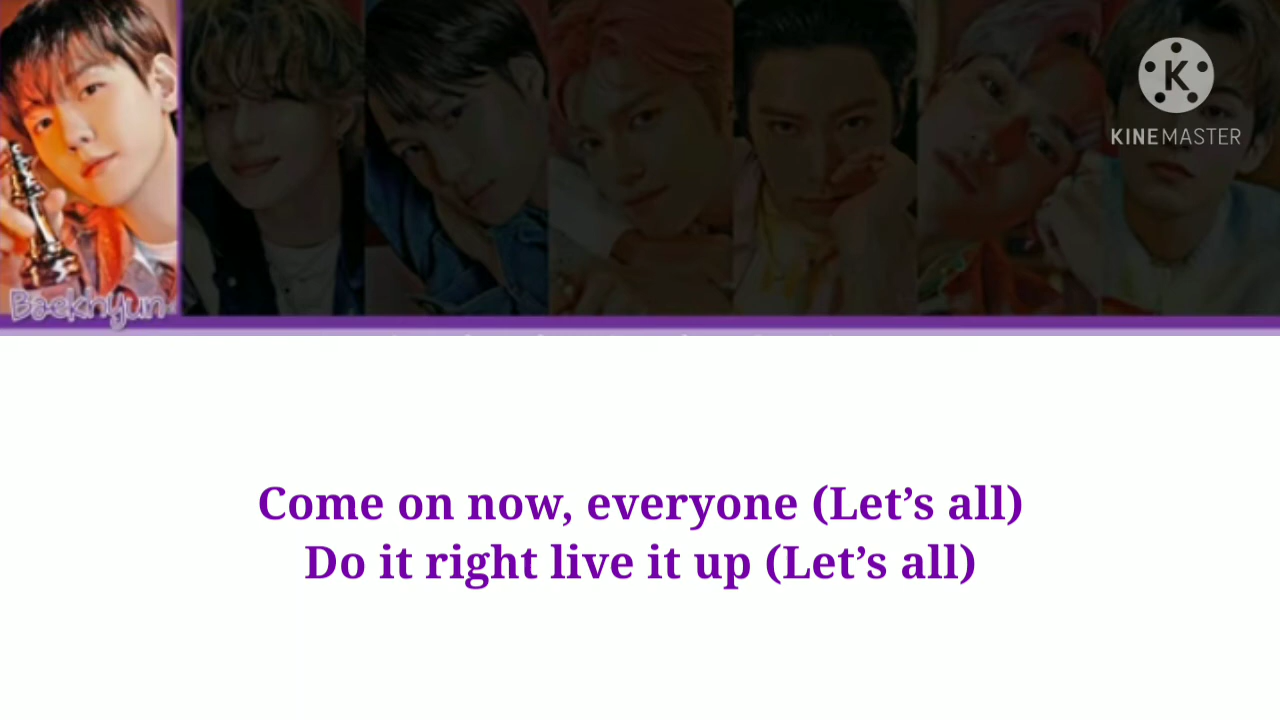 K
KINEMASTER
Baekhyun
Come on now, everyone (Let’s all)
Do it right live it up (Let’s all)